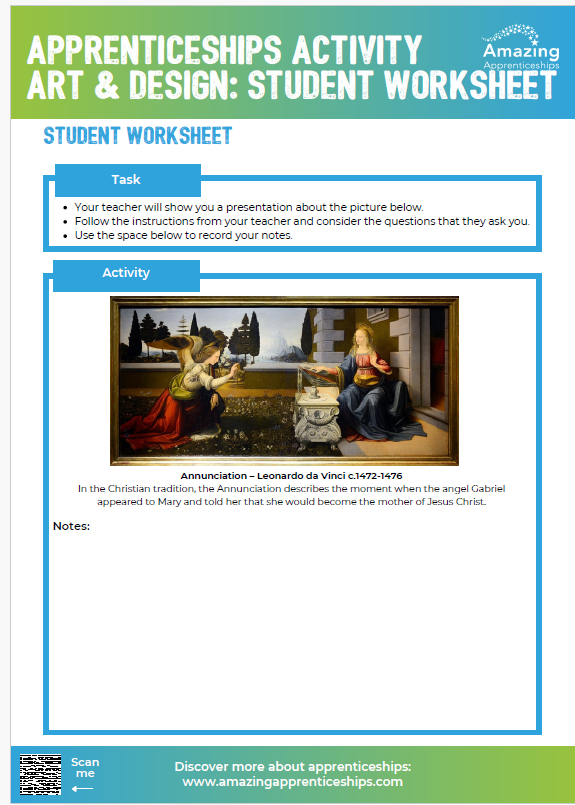 APPRENTICESHIPS ACTIVITY
ART & DESIGN: STUDENT WORKSHEET
Amazing
Apprenticeships
STUDENT WORKSHEET
Task
• Your teacher will show you a presentation about the picture below.
• Follow the instructions from your teacher and consider the questions that they ask you.
• Use the space below to record your notes.
Activity
Annunciation – Leonardo da Vinci c.1472-1476
In the Christian tradition, the Annunciation describes the moment when the angel Gabriel
appeared to Mary and told her that she would become the mother of Jesus Christ.
Notes:
Scan
me
Discover more about apprenticeships:
www.amazingapprenticeships.com